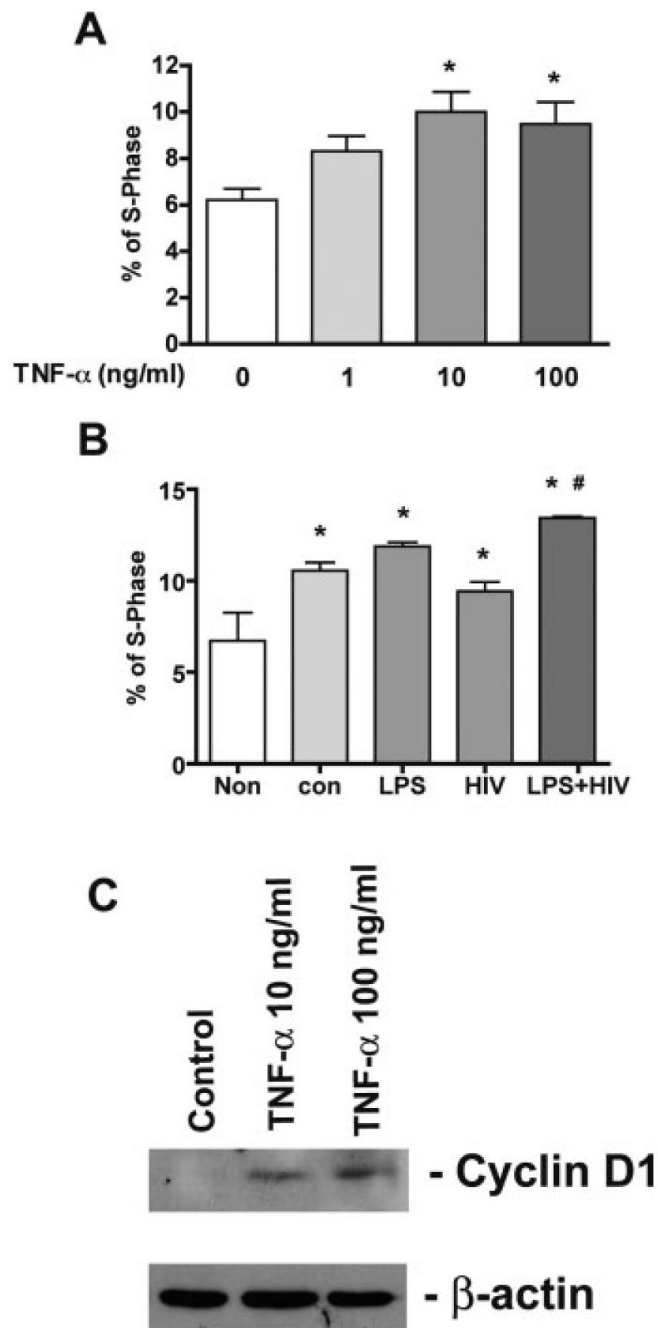 A
% of S-Phase
12
10
8
6
4
2
0
* *
TNF-α (ng/ml) 0 1 10 100
B
% of S-Phase
15
10
5
0
* * * * #
Non con LPS HIV LPS+HIV
C
Control
TNF-α 10 ng/ml
TNF-α 100 ng/ml
- Cyclin D1
- β-actin